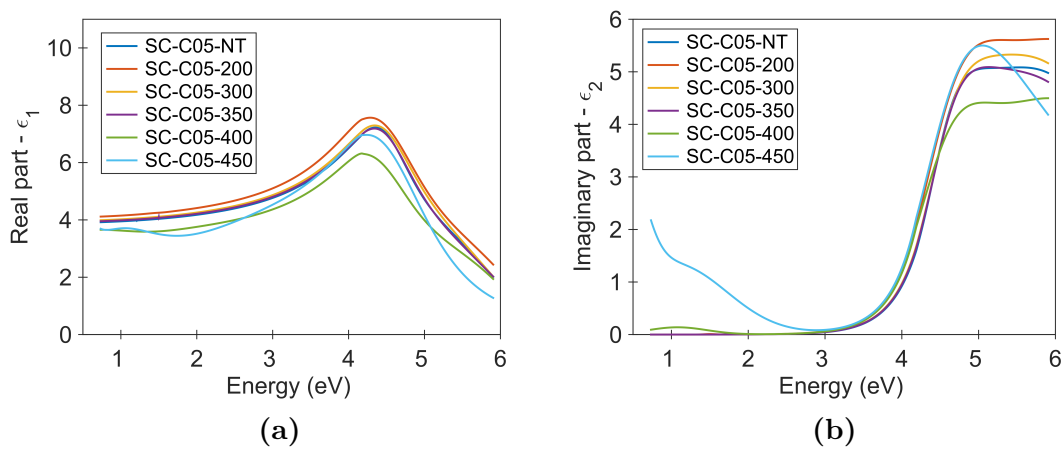 10
8
6
4
2
0
Real part - ϵ1
SC-C05-NT
SC-C05-200
SC-C05-300
SC-C05-350
SC-C05-400
SC-C05-450
1 2 3 4 5 6
Energy (eV)
(a)
6
5
4
3
2
1
0
Imaginary part - ϵ2
SC-C05-NT
SC-C05-200
SC-C05-300
SC-C05-350
SC-C05-400
SC-C05-450
1 2 3 4 5 6
Energy (eV)
(b)